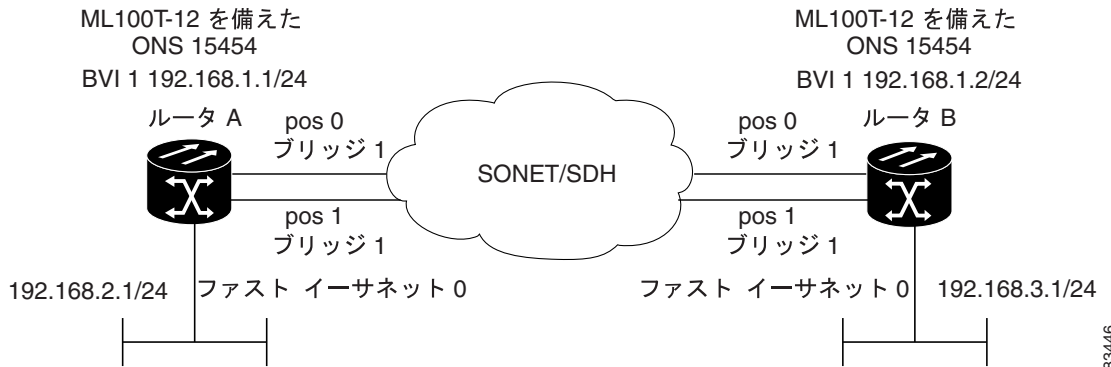 ML100T-12 を備えた
ONS 15454
BVI 1 192.168.1.1/24
ルータ A
ML100T-12 を備えた
ONS 15454
BVI 1 192.168.1.2/24
ルータ B
pos 0
ブリッジ 1
SONET/SDH
pos 0
ブリッジ 1
pos 1
ブリッジ 1
pos 1
ブリッジ 1
192.168.2.1/24
ファスト イーサネット 0
ファスト イーサネット 0
192.168.3.1/24
83446